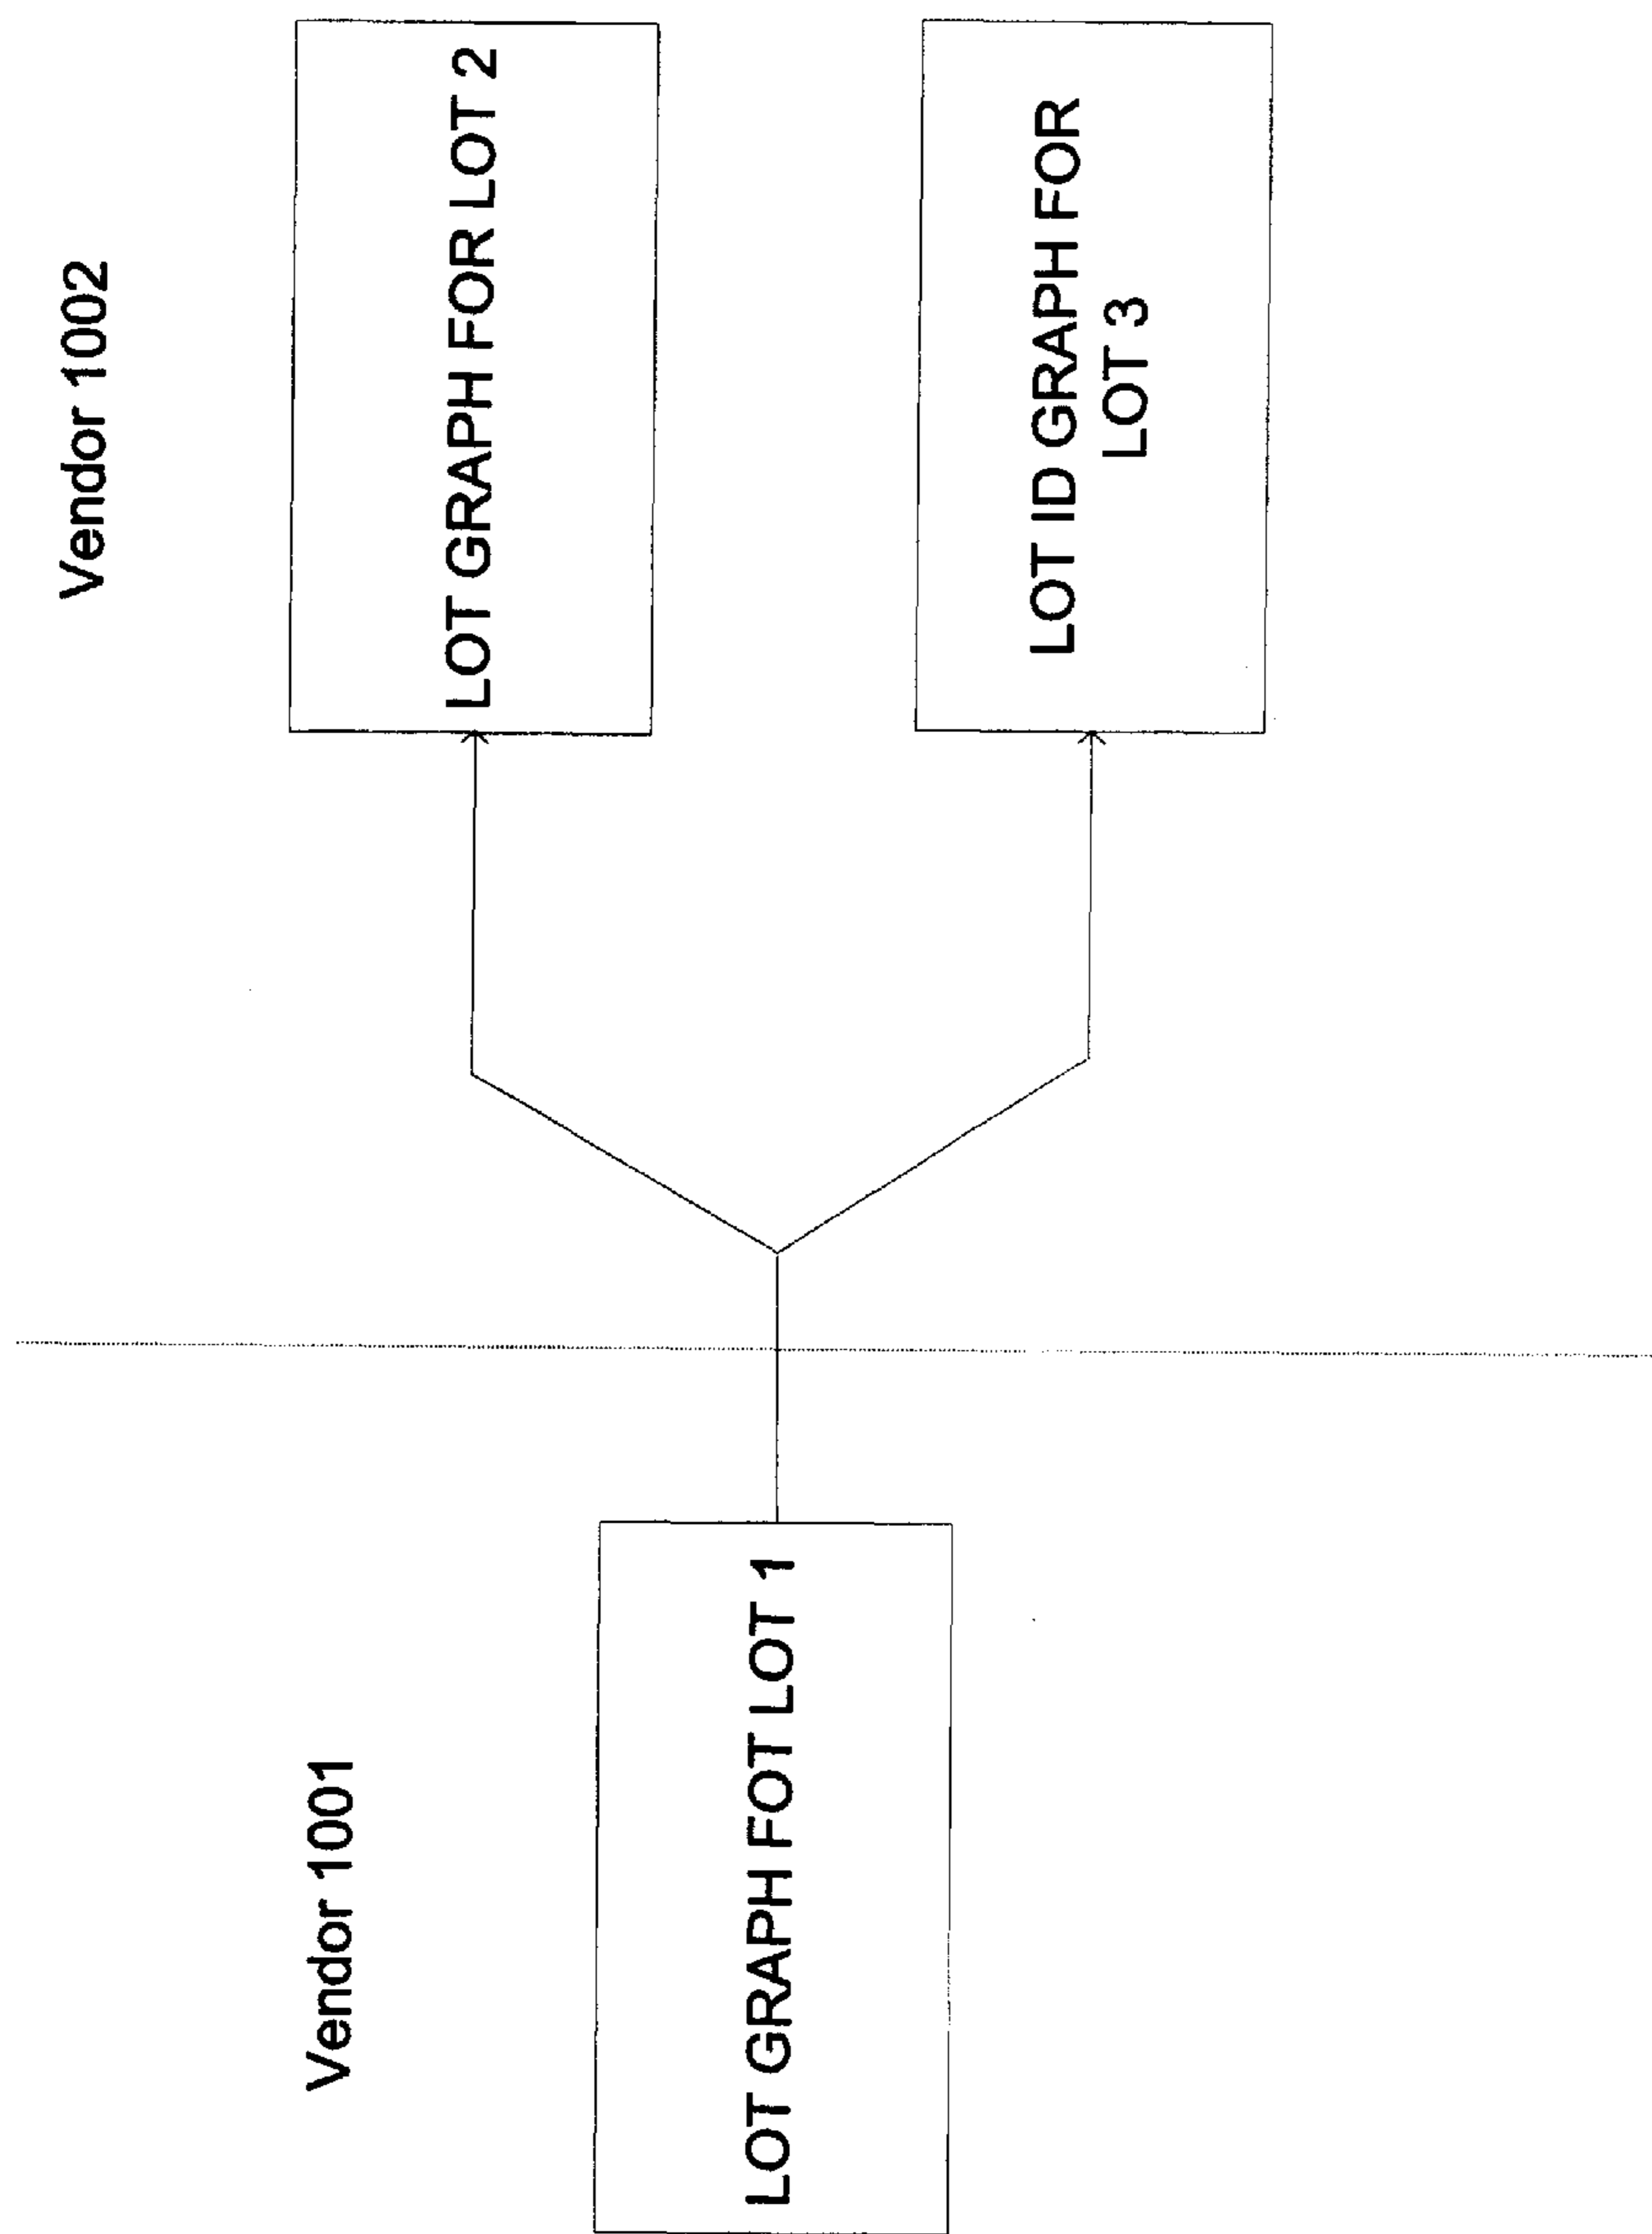 Vendor 1001
LOT GRAPH FOT LOT 1
Vendor 1002
LOT GRAPH FOR LOT 2
LOT ID GRAPH FOR
LOT 3